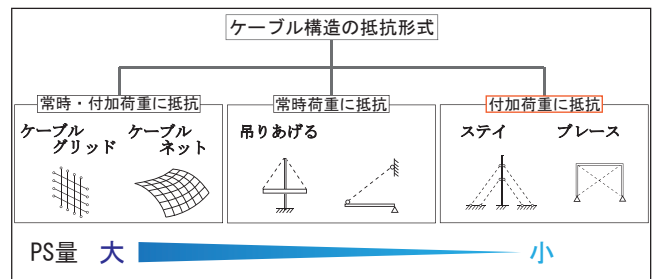 ケーブル構造の抵抗形式
常時・付加荷重に抵抗
ケーブル
グリッド
ケーブル
ネット
常時荷重に抵抗
吊りあげる
付加荷重に抵抗
ステイ
ブレース
PS量 大 小